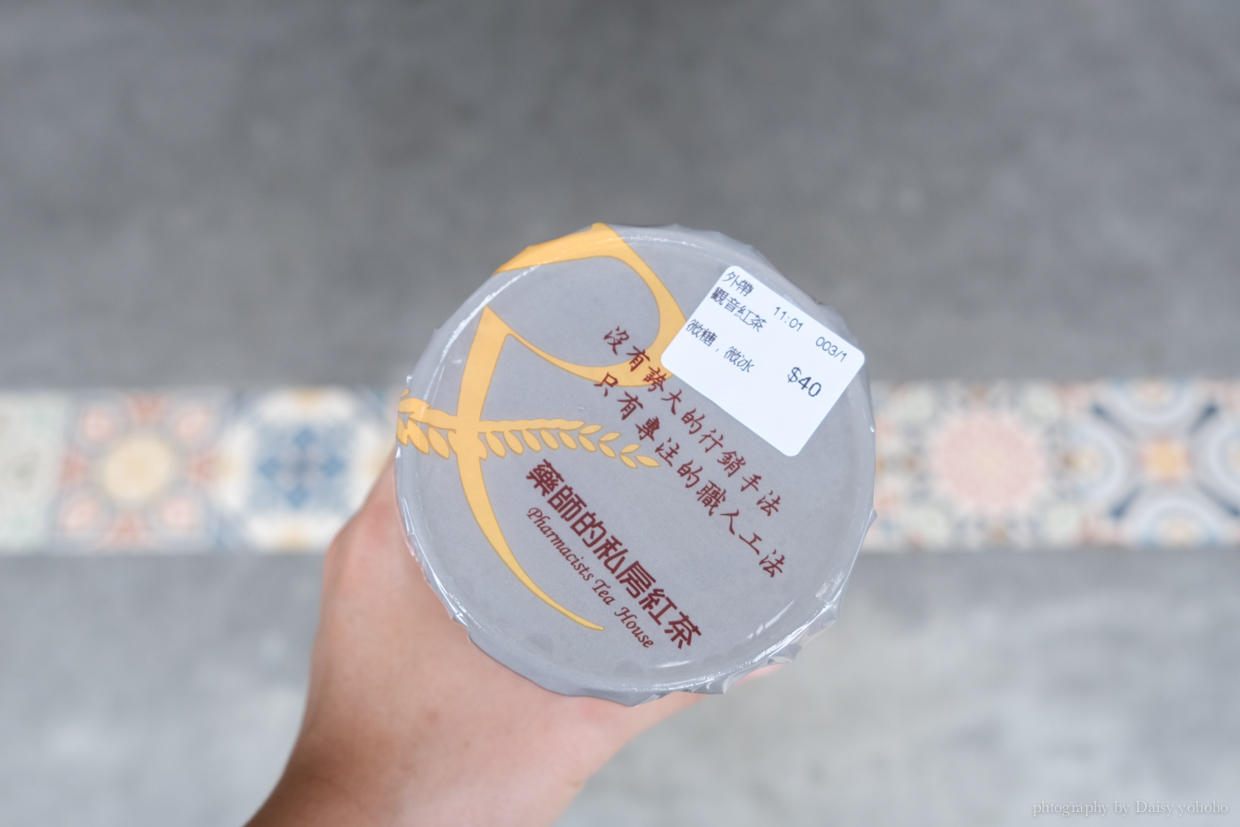 外帶
觀音紅茶 11:01 003/1
微糖，微冰 $40
沒有誇大的行銷手法
只有專注的職人工法
藥師的私房紅茶
Pharmacists Tea House
phtography by Daisy yohoho